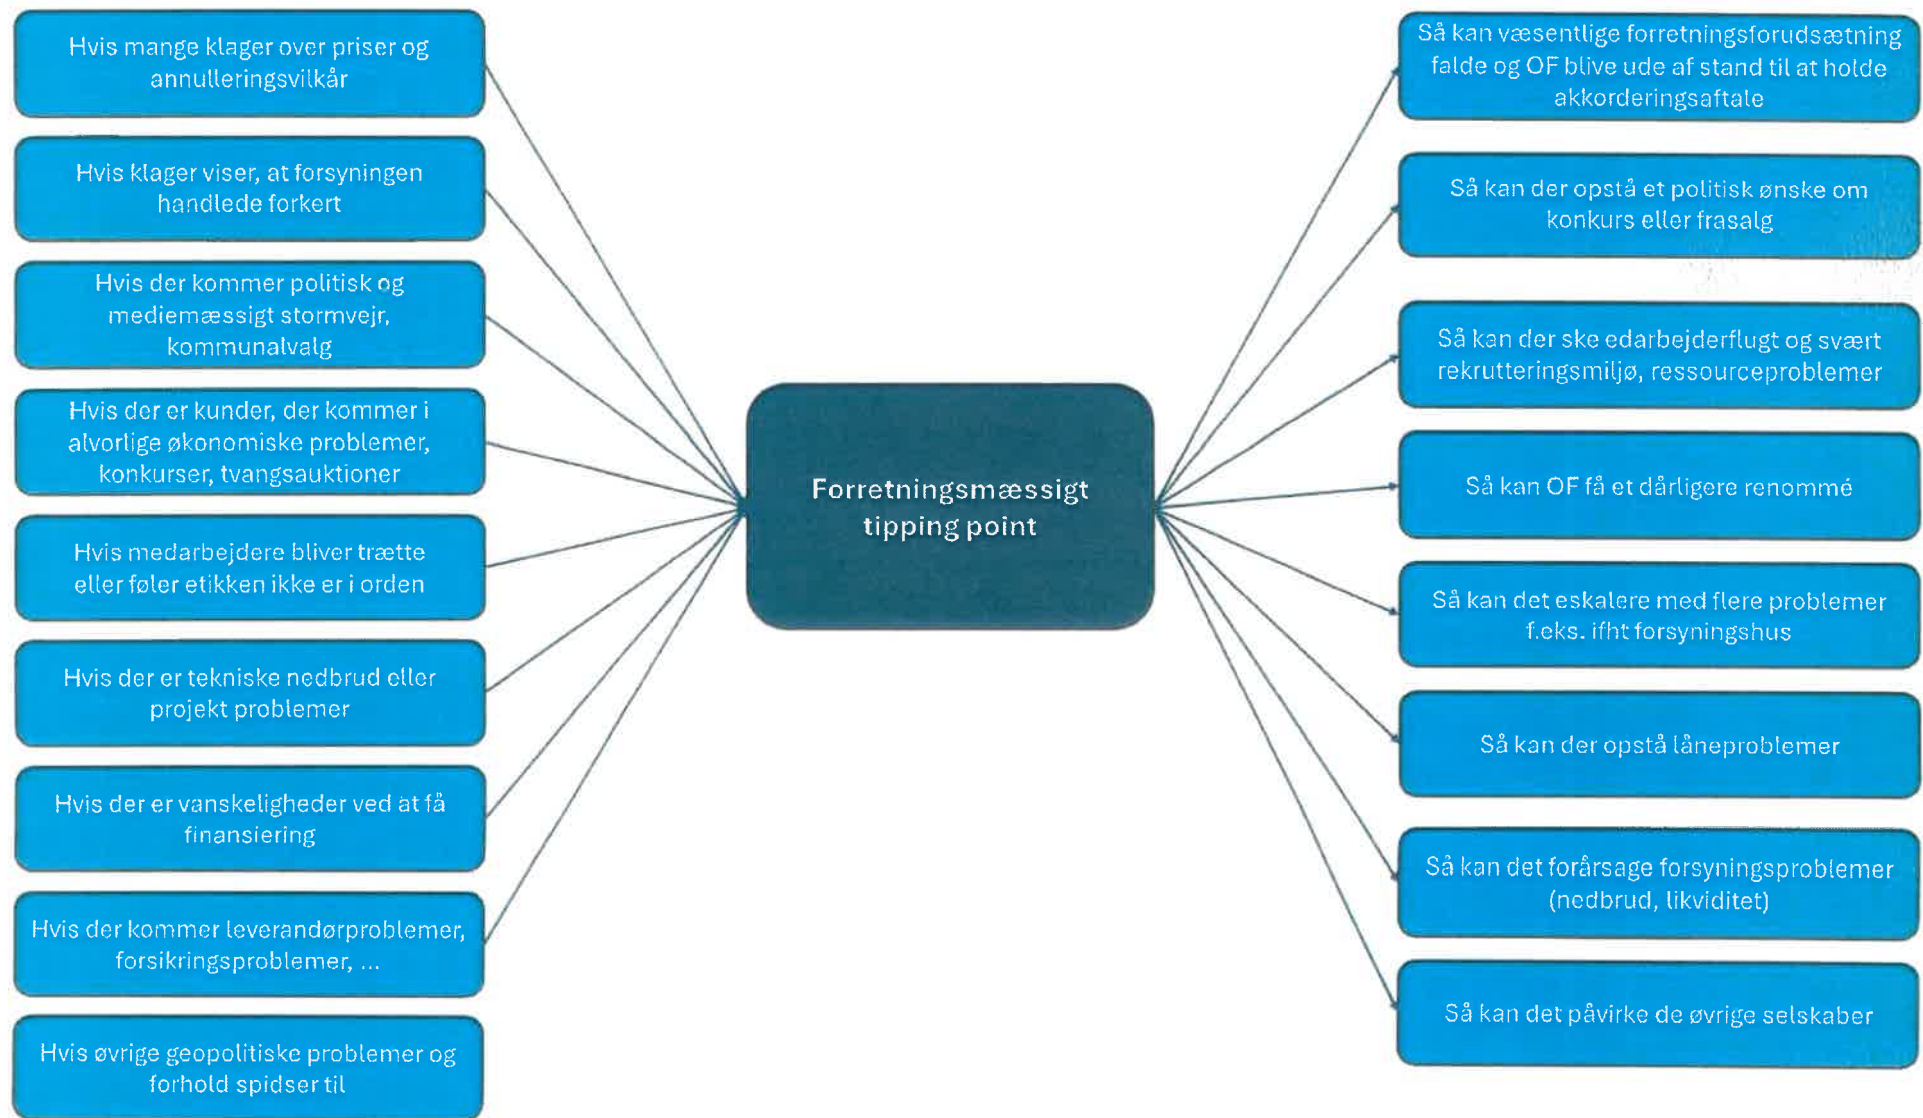 Hvis mange klager over priser og
annulleringsvilkår
Hvis klager viser, at forsyningen
handlede forkert
Hvis der kommer politisk og
mediemæssigt stormvejr,
kommunalvalg
Hvis der er kunder, der kommer i
alvorlige økonomiske problemer,
konkurser, tvangsauktioner
Hvis medarbejdere bliver trætte
eller føler etikken ikke er i orden
Hvis der er tekniske nedbrud eller
projekt problemer
Hvis der er vanskeligheder ved at få
finansiering
Hvis der kommer leverandørproblemer,
forsikringsproblemer, ...
Hvis øvrige geopolitiske problemer og
forhold spidser til
Forretningsmæssigt
tipping point
Så kan væsentlige forretningsforudsætning
falde og OF blive ude af stand til at holde
akkorderingsaftale
Så kan der opstå et politisk ønske om
konkurs eller frasalg
Så kan der ske edarbejderflugt og svært
rekrutteringsmiljø, ressourceproblemer
Så kan OF få et dårligere renommé
Så kan det eskalere med flere problemer
f.eks. ifht forsyningshus
Så kan der opstå låneproblemer
Så kan det forårsage forsyningsproblemer
(nedbrud, likviditet)
Så kan det påvirke de øvrige selskaber